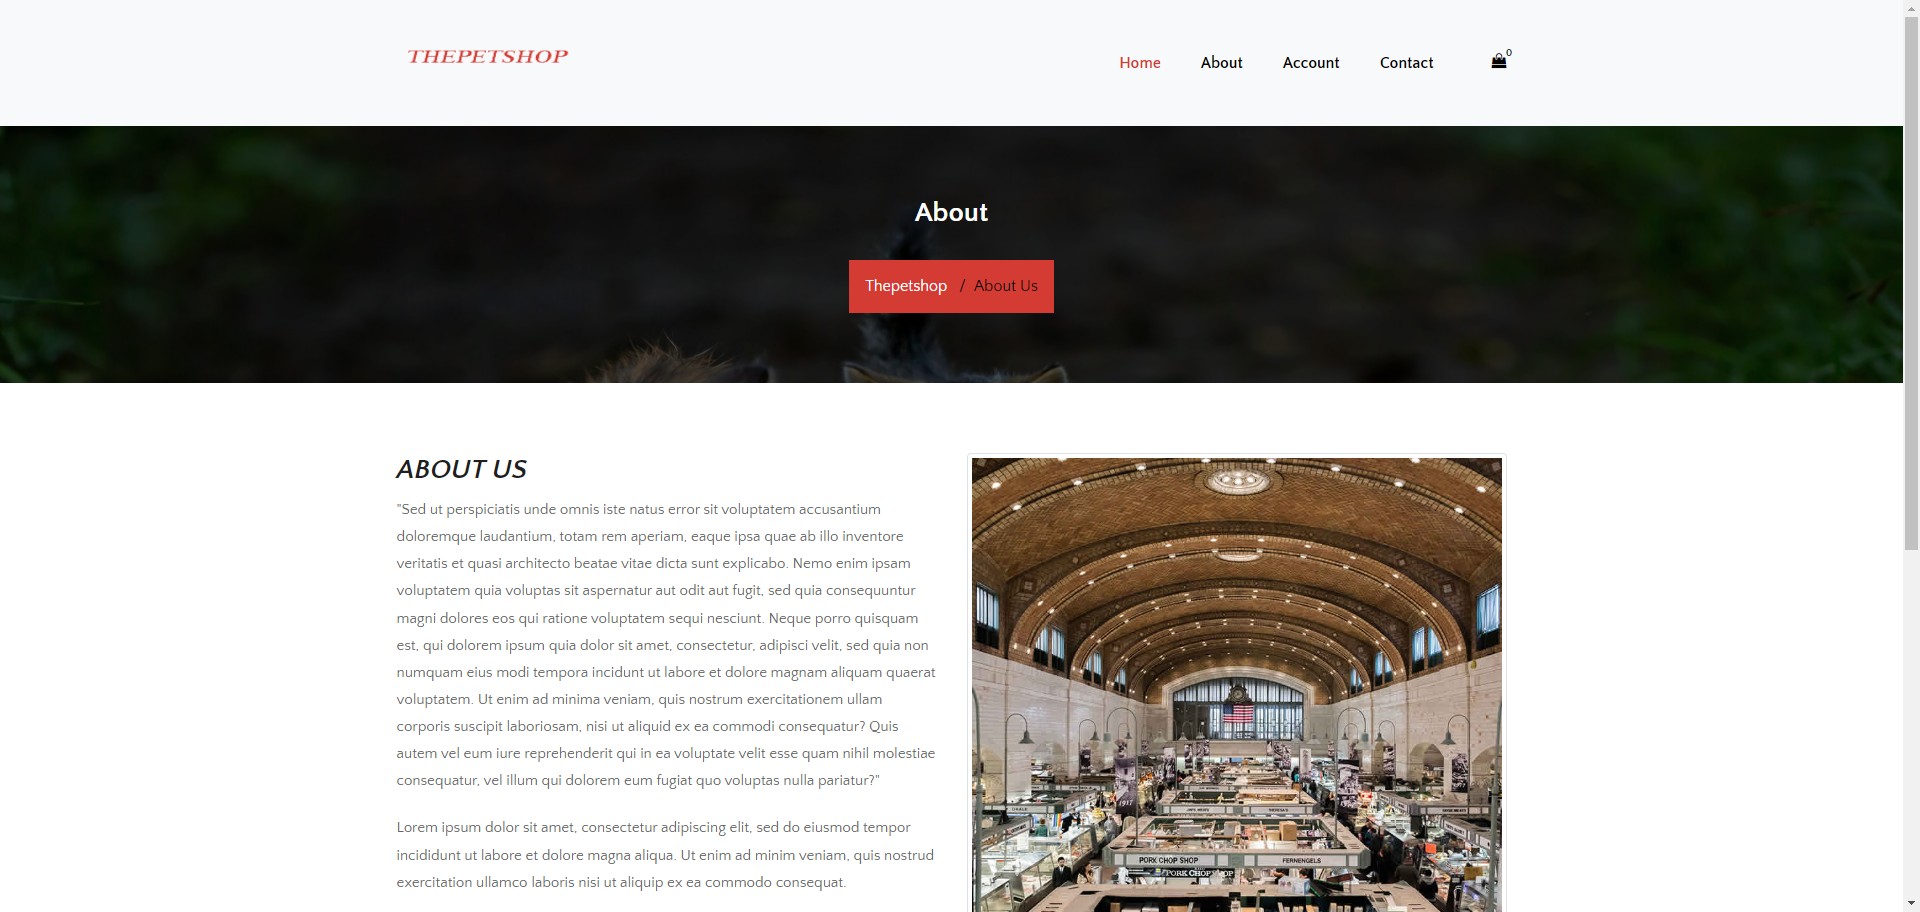 THEPETSHOP
Home About Account Contact 0
About
Thepetshop / About Us
ABOUT US
"Sed ut perspiciatis unde omnis iste natus error sit voluptatem accusantium
doloremque laudantium, totam rem aperiam, eaque ipsa quae ab illo inventore
veritatis et quasi architecto beatae vitae dicta sunt explicabo. Nemo enim ipsam
voluptatem quia voluptas sit aspernatur aut odit aut fugit, sed quia consequuntur
magni dolores eos qui ratione voluptatem sequi nesciunt. Neque porro quisquam
est, qui dolorem ipsum quia dolor sit amet, consectetur, adipisci velit, sed quia non
numquam eius modi tempora incidunt ut labore et dolore magnam aliquam quaerat
voluptatem. Ut enim ad minima veniam, quis nostrum exercitationem ullam
corporis suscipit laboriosam, nisi ut aliquid ex ea commodi consequatur? Quis
autem vel eum iure reprehenderit qui in ea voluptate velit esse quam nihil molestiae
consequatur, vel illum qui dolorem eum fugiat quo voluptas nulla pariatur?"
Lorem ipsum dolor sit amet, consectetur adipiscing elit, sed do eiusmod tempor
incididunt ut labore et dolore magna aliqua. Ut enim ad minim veniam, quis nostrud
exercitation ullamco laboris nisi ut aliquip ex ea commodo consequat.
1917
PORK CHOP SHOP
FERNENGELS
PORK CHOP SHOP